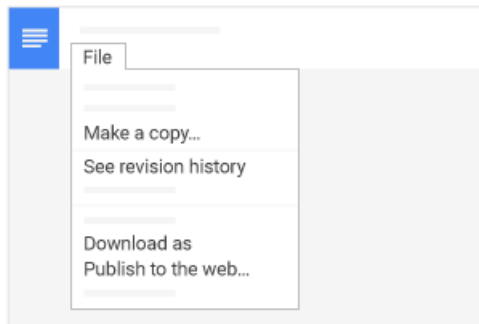 File
Make a copy...
See revision history
Download as
Publish to the web...